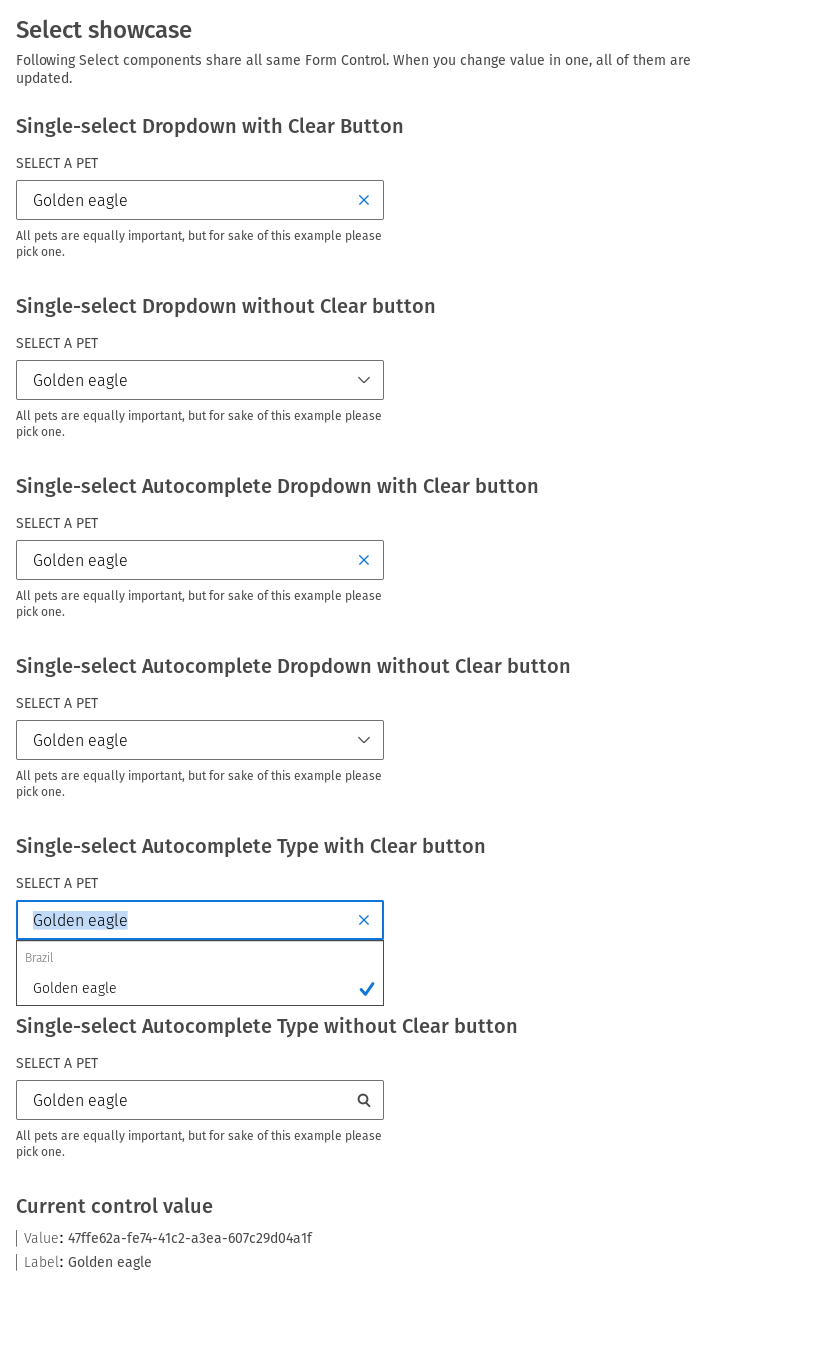 Select showcase
Following Select components share all same Form Control. When you change value in one, all of them are
updated.
Single-select Dropdown with Clear Button
SELECT A PET
Golden eagle
All pets are equally important, but for sake of this example please
pick one.
Single-select Dropdown without Clear button
SELECT A PET
Golden eagle
All pets are equally important, but for sake of this example please
pick one.
Single-select Autocomplete Dropdown with Clear button
SELECT A PET
Golden eagle
All pets are equally important, but for sake of this example please
pick one.
Single-select Autocomplete Dropdown without Clear button
SELECT A PET
Golden eagle
All pets are equally important, but for sake of this example please
pick one.
Single-select Autocomplete Type with Clear button
SELECT A PET
Golden eagle
Brazil
Golden eagle
Single-select Autocomplete Type without Clear button
SELECT A PET
Golden eagle
All pets are equally important, but for sake of this example please
pick one.
Current control value
Value: 47ffe62a-fe74-41c2-a3ea-607c29d04a1f
Label: Golden eagle